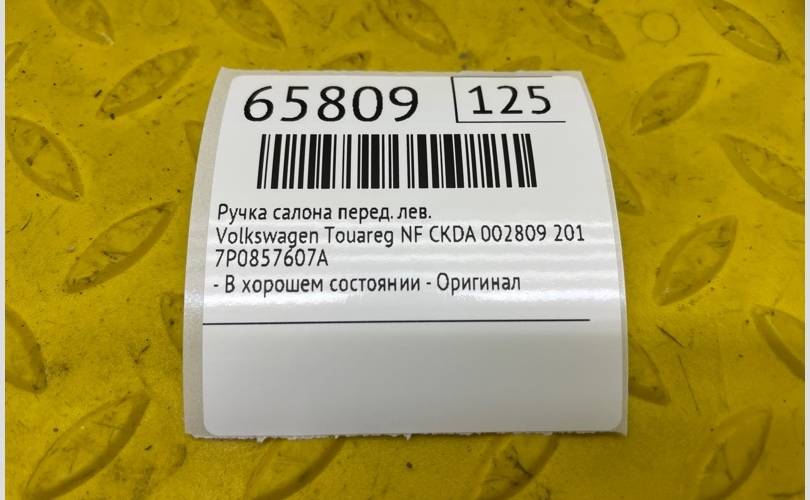 65809 125
Ручка салона перед. лев.
Volkswagen Touareg NF CKDA 002809 201
7P0857607A
- В хорошем состоянии - Оригинал